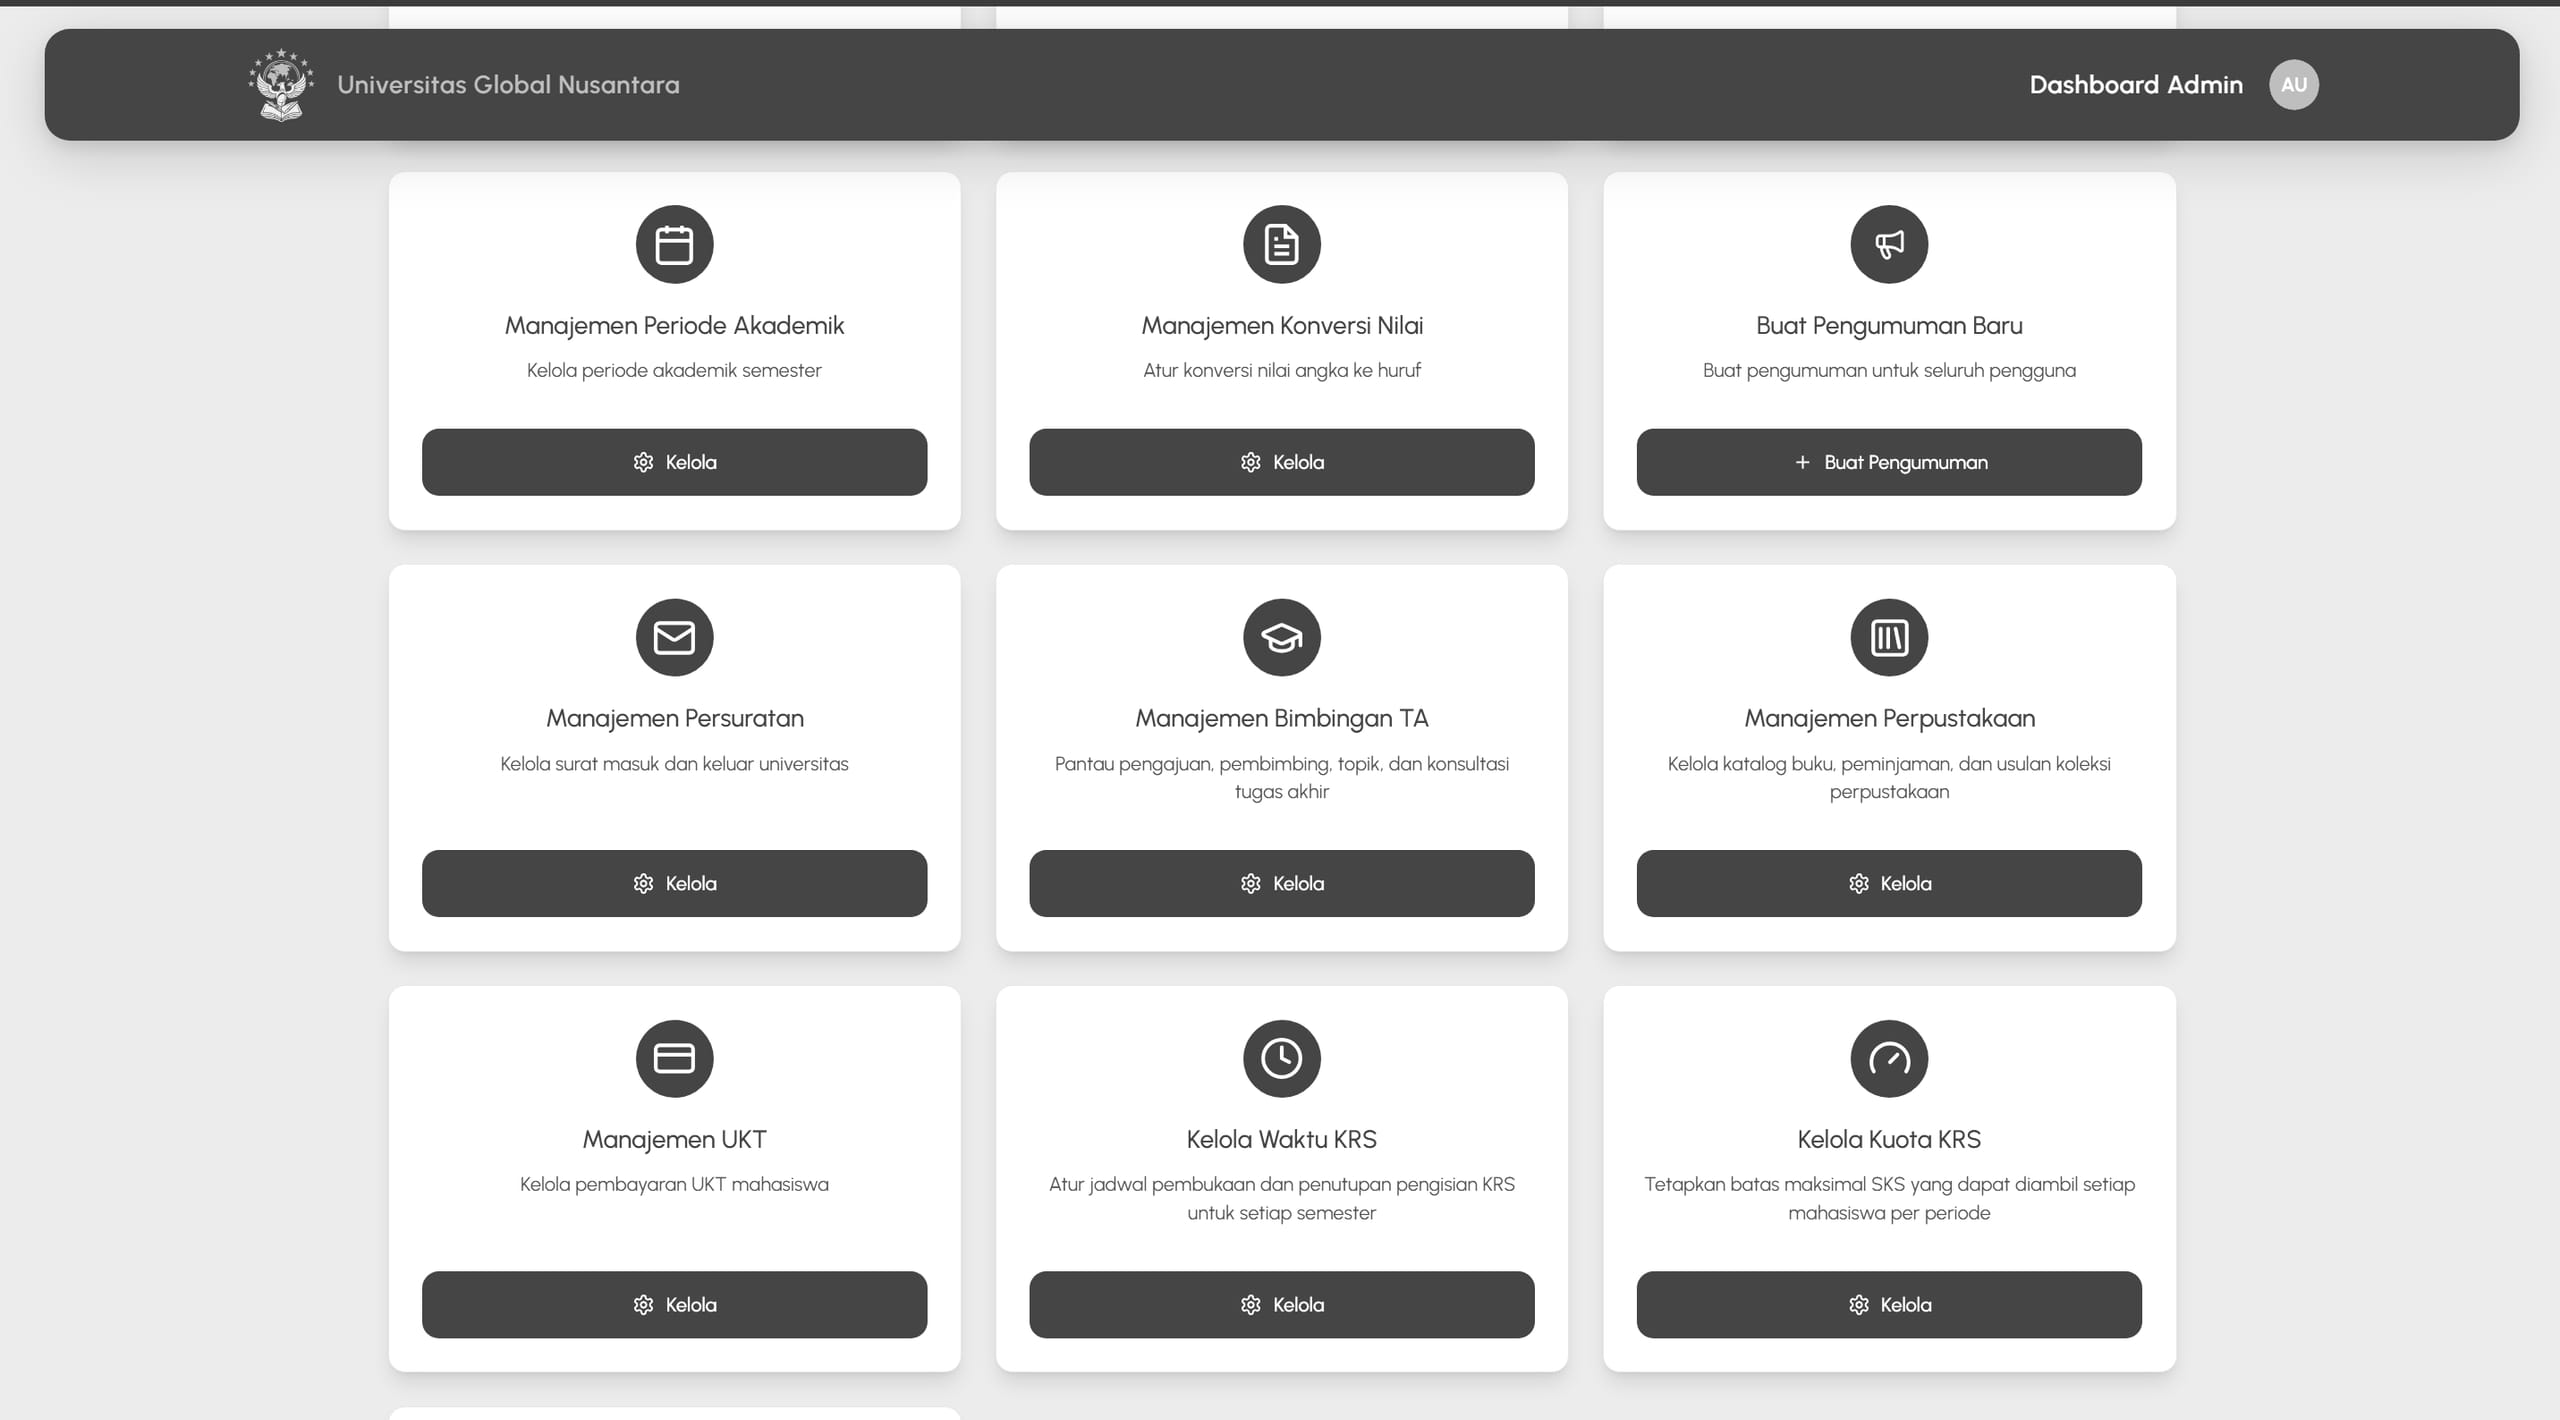 Universitas Global Nusantara
Dashboard Admin
AU
Manajemen Periode Akademik
Kelola periode akademik semester
Kelola
Manajemen Konversi Nilai
Atur konversi nilai angka ke huruf
Kelola
Buat Pengumuman Baru
Buat pengumuman untuk seluruh pengguna
Buat Pengumuman
Manajemen Persuratan
Kelola surat masuk dan keluar universitas
Kelola
Manajemen Bimbingan TA
Pantau pengajuan, pembimbing, topik, dan konsultasi
tugas akhir
Kelola
Manajemen Perpustakaan
Kelola katalog buku, peminjaman, dan usulan koleksi
perpustakaan
Kelola
Manajemen UKT
Kelola pembayaran UKT mahasiswa
Kelola
Kelola Waktu KRS
Atur jadwal pembukaan dan penutupan pengisian KRS
untuk setiap semester
Kelola
Kelola Kuota KRS
Tetapkan batas maksimal SKS yang dapat diambil setiap
mahasiswa per periode
Kelola